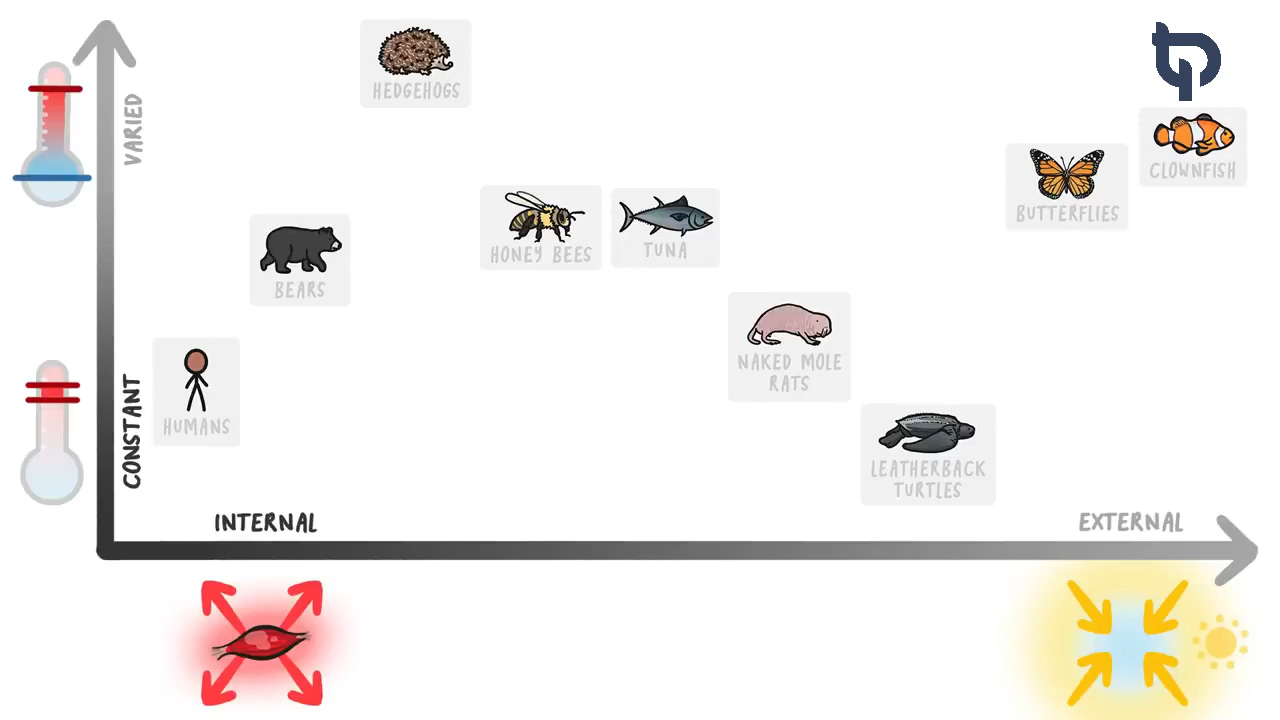 HEDGEHOGS
VARIED
CLOWNFISH
BUTTERFLIES
HONEY BEES
TUNA
BEARS
NAKED MOLE
RATS
CONSTANT
HUMANS
LEATHERBACK
TURTLES
INTERNAL
EXTERNAL